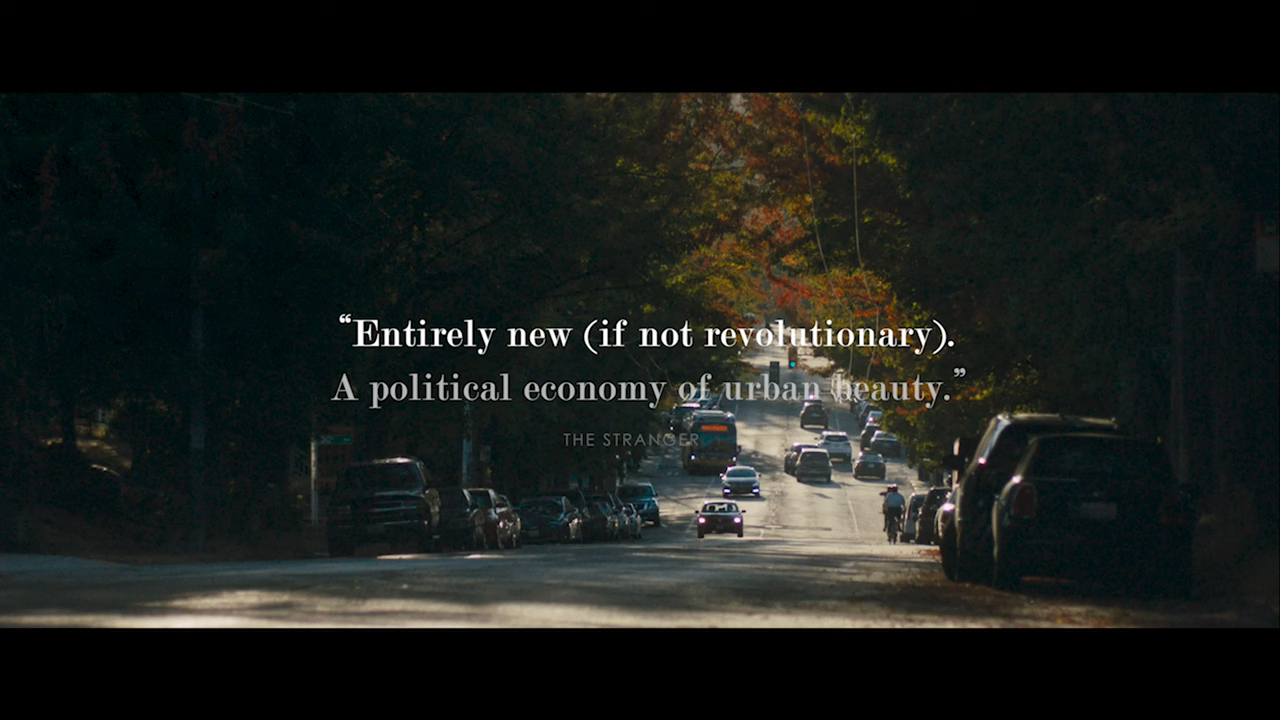 “Entirely new (if not revolutionary).
A political economy of urban beauty.”
THE STRANGER